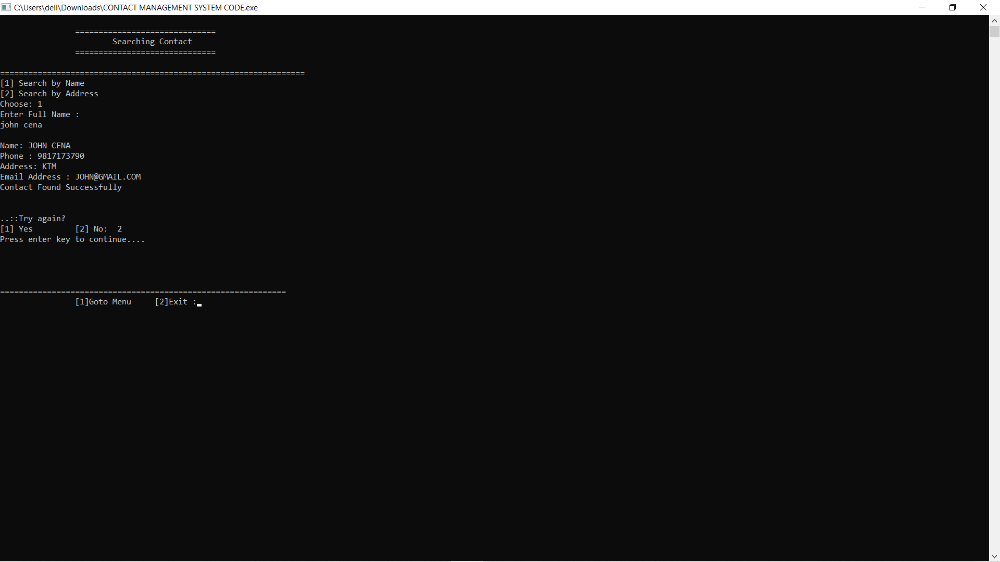 C:\Users\dell\Downloads\CONTACT MANAGEMENT SYSTEM CODE.exe
==============================
Searching Contact
==============================
=================================================================
[1] Search by Name
[2] Search by Address
Choose: 1
Enter Full Name :
john cena
Name: JOHN CENA
Phone : 9817173790
Address: KTM
Email Address : JOHN@GMAIL.COM
Contact Found Successfully
..::Try again?
[1] Yes         [2] No:  2
Press enter key to continue....
=============================================================
[1]Goto Menu     [2]Exit :